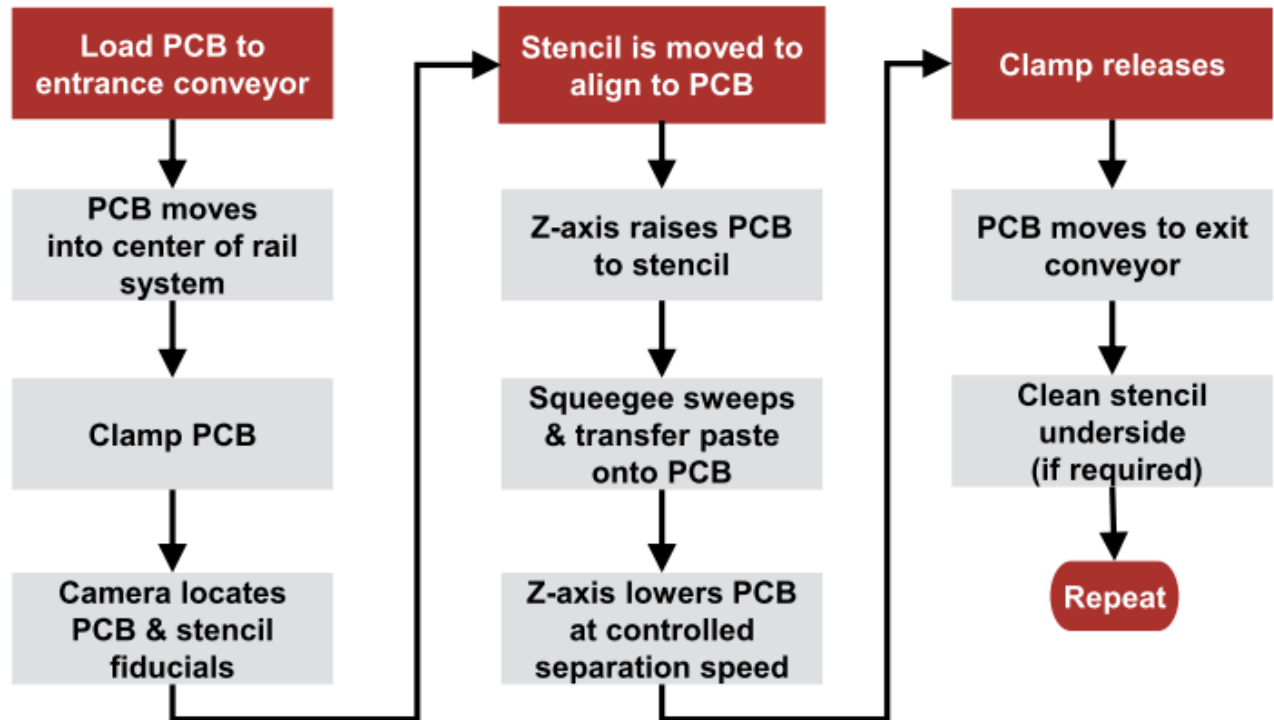 Load PCB to
entrance conveyor
PCB moves
into center of rail
system
Clamp PCB
Camera locates
PCB & stencil
fiducials
Stencil is moved to
align to PCB
Z-axis raises PCB
to stencil
Squeegee sweeps
& transfer paste
onto PCB
Z-axis lowers PCB
at controlled
separation speed
Clamp releases
PCB moves to exit
conveyor
Clean stencil
underside
(if required)
Repeat